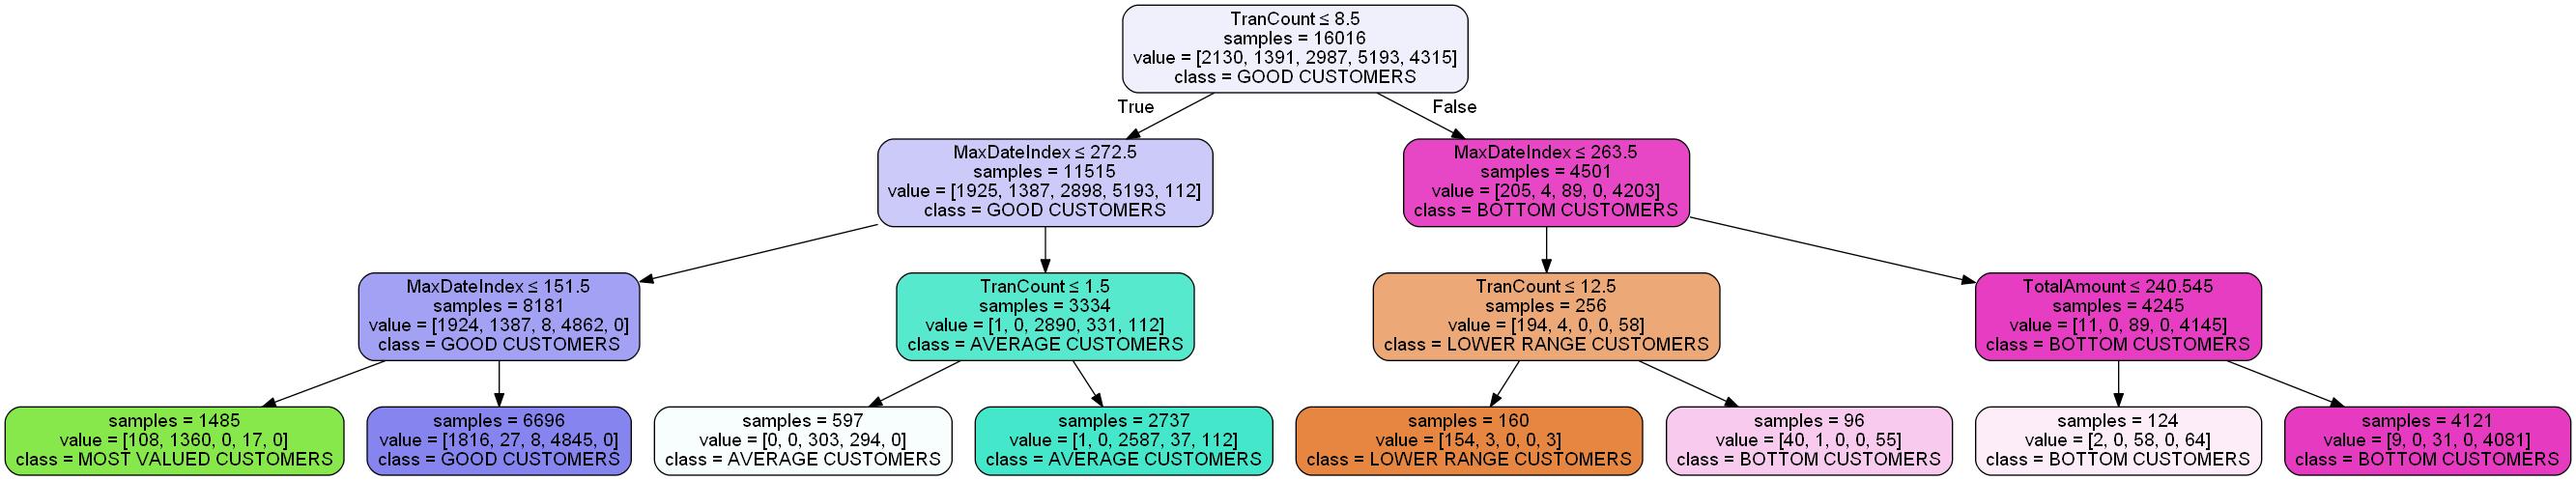 TranCount ≤ 8.5
samples = 16016
value = [2130, 1391, 2987, 5193, 4315]
class = GOOD CUSTOMERS
True
False
MaxDateIndex ≤ 272.5
samples = 11515
value = [1925, 1387, 2898, 5193, 112]
class = GOOD CUSTOMERS
MaxDateIndex ≤ 263.5
samples = 4501
value = [205, 4, 89, 0, 4203]
class = BOTTOM CUSTOMERS
MaxDateIndex ≤ 151.5
samples = 8181
value = [1924, 1387, 8, 4862, 0]
class = GOOD CUSTOMERS
TranCount ≤ 1.5
samples = 3334
value = [1, 0, 2890, 331, 112]
class = AVERAGE CUSTOMERS
TranCount ≤ 12.5
samples = 256
value = [194, 4, 0, 0, 58]
class = LOWER RANGE CUSTOMERS
TotalAmount ≤ 240.545
samples = 4245
value = [11, 0, 89, 0, 4145]
class = BOTTOM CUSTOMERS
samples = 1485
value = [108, 1360, 0, 17, 0]
class = MOST VALUED CUSTOMERS
samples = 6696
value = [1816, 27, 8, 4845, 0]
class = GOOD CUSTOMERS
samples = 597
value = [0, 0, 303, 294, 0]
class = AVERAGE CUSTOMERS
samples = 2737
value = [1, 0, 2587, 37, 112]
class = AVERAGE CUSTOMERS
samples = 160
value = [154, 3, 0, 0, 3]
class = LOWER RANGE CUSTOMERS
samples = 96
value = [40, 1, 0, 0, 55]
class = BOTTOM CUSTOMERS
samples = 124
value = [2, 0, 58, 0, 64]
class = BOTTOM CUSTOMERS
samples = 4121
value = [9, 0, 31, 0, 4081]
class = BOTTOM CUSTOMERS